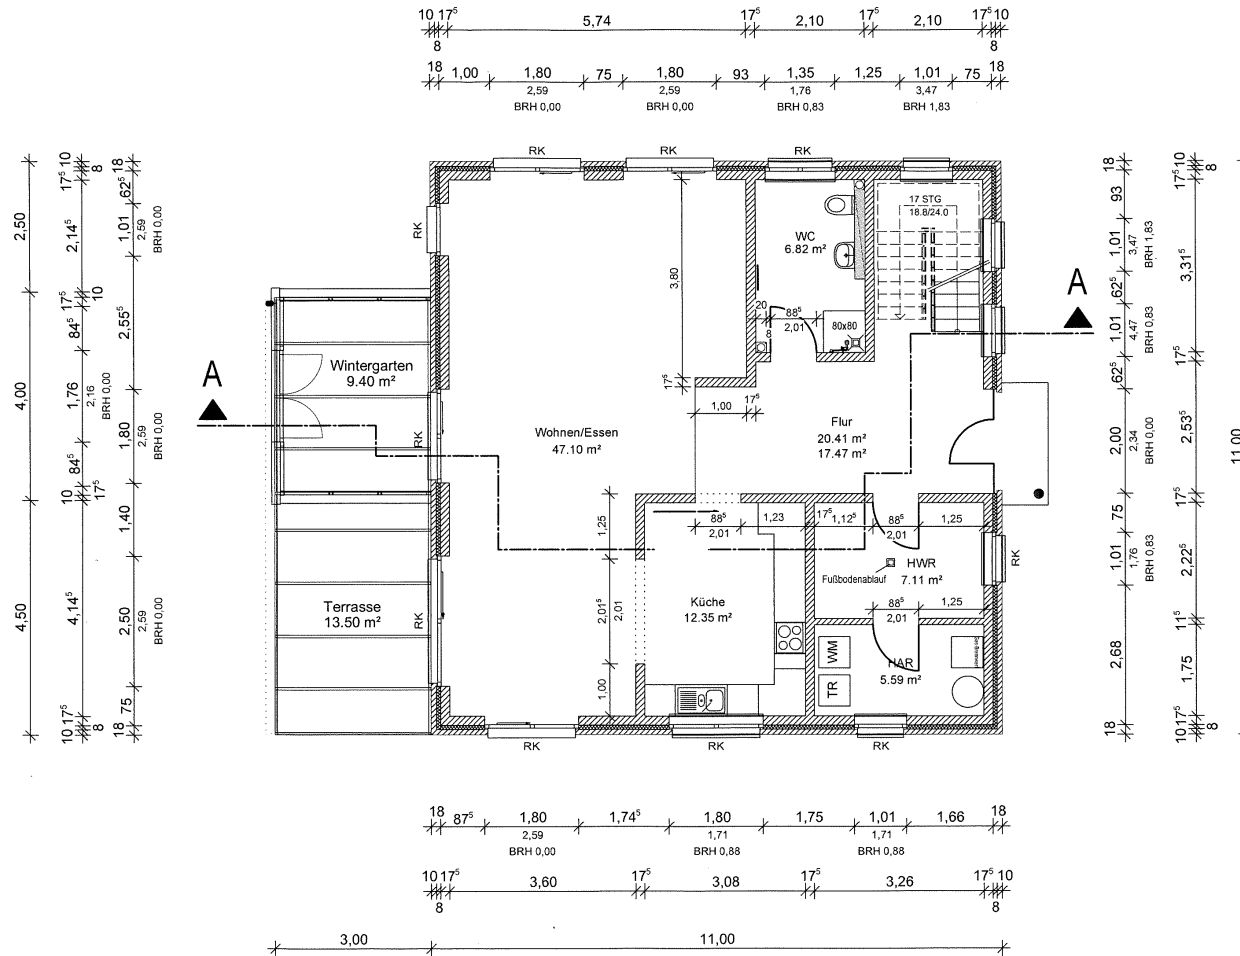 10 17⁵ 5,74 17⁵ 2,10 17⁵ 2,10 17⁵ 10
8 8
18 1,00 1,80 75 1,80 93 1,35 1,25 1,01 75 18
2,59 2,59 1,76 3,47
BRH 0,00 BRH 0,00 BRH 0,83 BRH 1,83
RK RK RK
2,50
4,00
4,50
10
8
17⁵
2,14⁵
17⁵
10
84⁵
1,76
2,16
BRH 0,00
84⁵
10
17⁵
4,14⁵
17⁵
10
8
18
62⁵
1,01
2,59
BRH 0,00
2,55⁵
1,80
2,59
BRH 0,00
1,40
2,50
2,59
BRH 0,00
75
18
RK
RK
RK
17 STG
18.8/24.0
WC
6.82 m²
3,80
20
8
88⁵
2,01
80x80
A
A
Wintergarten
9.40 m²
17⁵
1,00
17⁵
Wohnen/Essen
47.10 m²
Flur
20.41 m²
17.47 m²
1,25
88⁵
2,01
1,23
17⁵
1,12⁵
88⁵
2,01
1,25
Fußbodenablauf
HWR
7.11 m²
RK
Terrasse
13.50 m²
2,01⁵
2,01
Küche
12.35 m²
88⁵
2,01
1,25
1,00
WM
TR
HAR
5.59 m²
RK RK RK
18
93
1,01
3,47
BRH 1,83
62⁵
1,01
4,47
BRH 0,83
62⁵
2,00
2,34
BRH 0,00
75
1,01
1,76
BRH 0,83
2,68
18
10
8
17⁵
3,31⁵
17⁵
2,53⁵
17⁵
2,22⁵
11⁵
1,75
17⁵
10
8
11,00
18 87⁵ 1,80 1,74⁵ 1,80 1,75 1,01 1,66 18
2,59 1,71 1,71
BRH 0,00 BRH 0,88 BRH 0,88
10 17⁵ 3,60 17⁵ 3,08 17⁵ 3,26 17⁵ 10
8 8
3,00 11,00